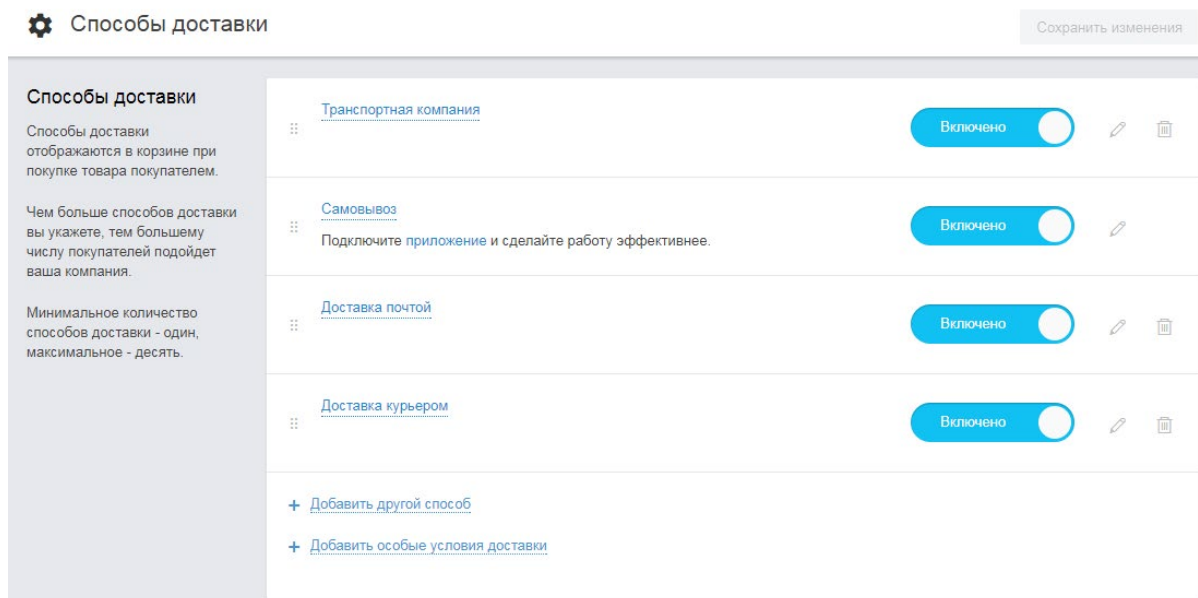 Способы доставки
Сохранить изменения
Способы доставки
Способы доставки
отображаются в корзине при
покупке товара покупателем.
Чем больше способов доставки
вы укажете, тем большему
числу покупателей подойдет
ваша компания.
Минимальное количество
способов доставки - один,
максимальное - десять.
Транспортная компания
Включено
Самовывоз
Подключите приложение и сделайте работу эффективнее.
Включено
Доставка почтой
Включено
Доставка курьером
Включено
+ Добавить другой способ
+ Добавить особые условия доставки